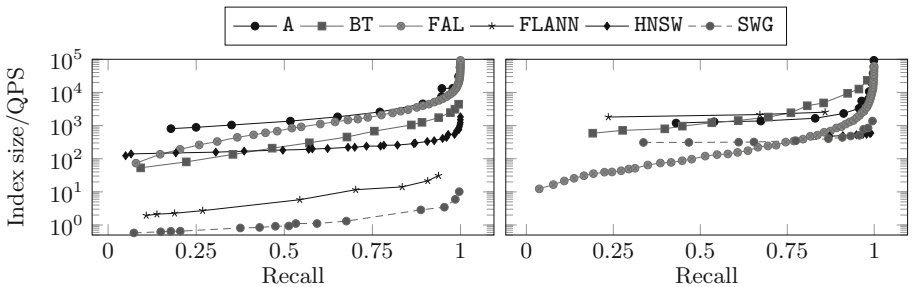 A BT FAL FLANN HNSW SWG
Index size/QPS
10^5
10^4
10^3
10^2
10^1
10^0
0 0.25 0.5 0.75 1
Recall
0 0.25 0.5 0.75 1
Recall